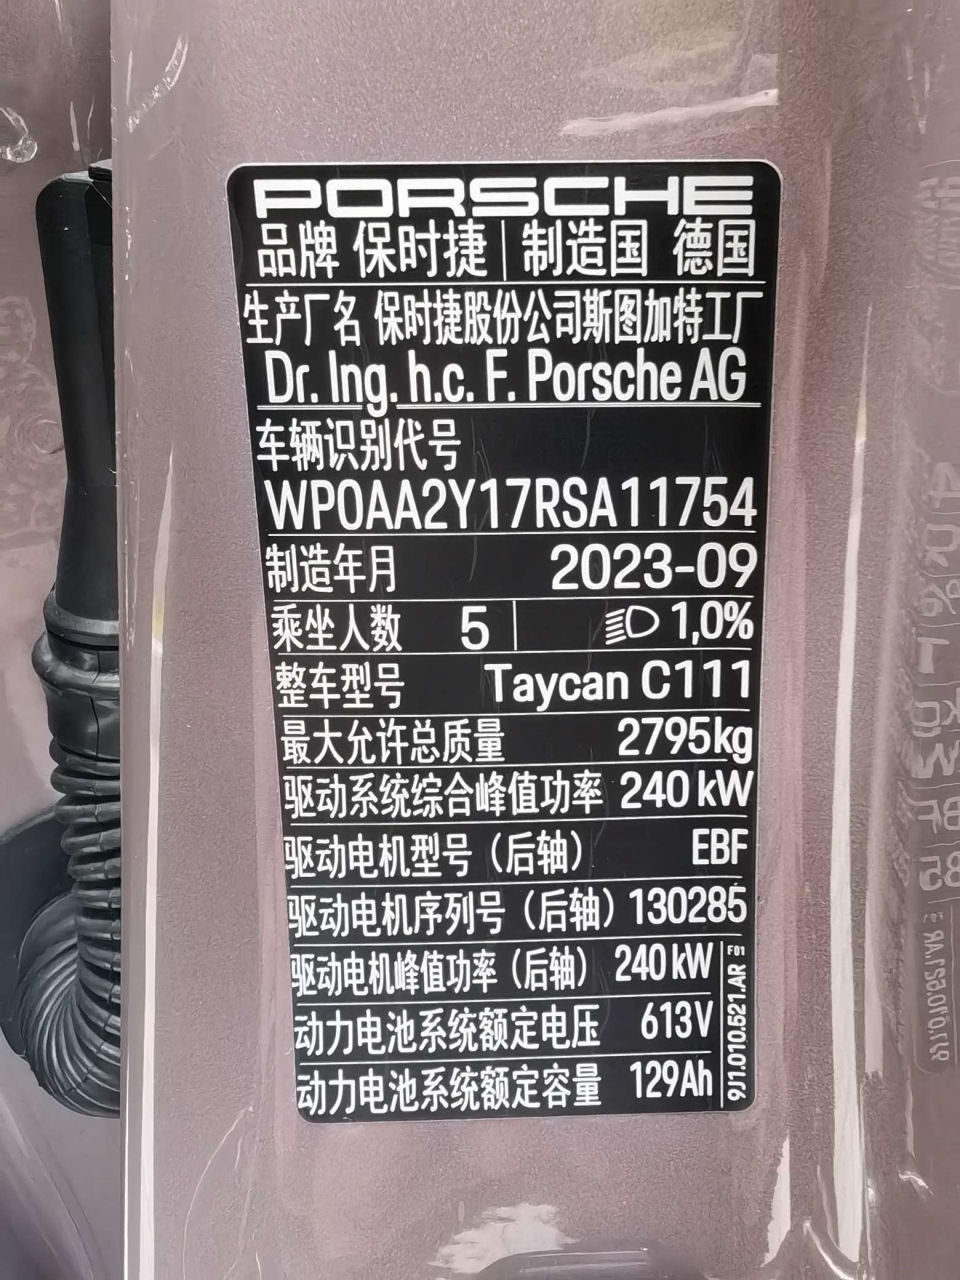 PORSCHE
品牌 保时捷 制造国 德国
生产厂名 保时捷股份公司斯图加特工厂
Dr. Ing. h.c. F. Porsche AG
车辆识别代号
WP0AA2Y17RSA11754
制造年月 2023-09
乘坐人数 5 1,0%
整车型号 Taycan C111
最大允许总质量 2795kg
驱动系统综合峰值功率 240 kW
驱动电机型号（后轴） EBF
驱动电机序列号（后轴）130285
驱动电机峰值功率（后轴） 240 kW
动力电池系统额定电压 613V
动力电池系统额定容量 129Ah
9J1.010.521.AR F01